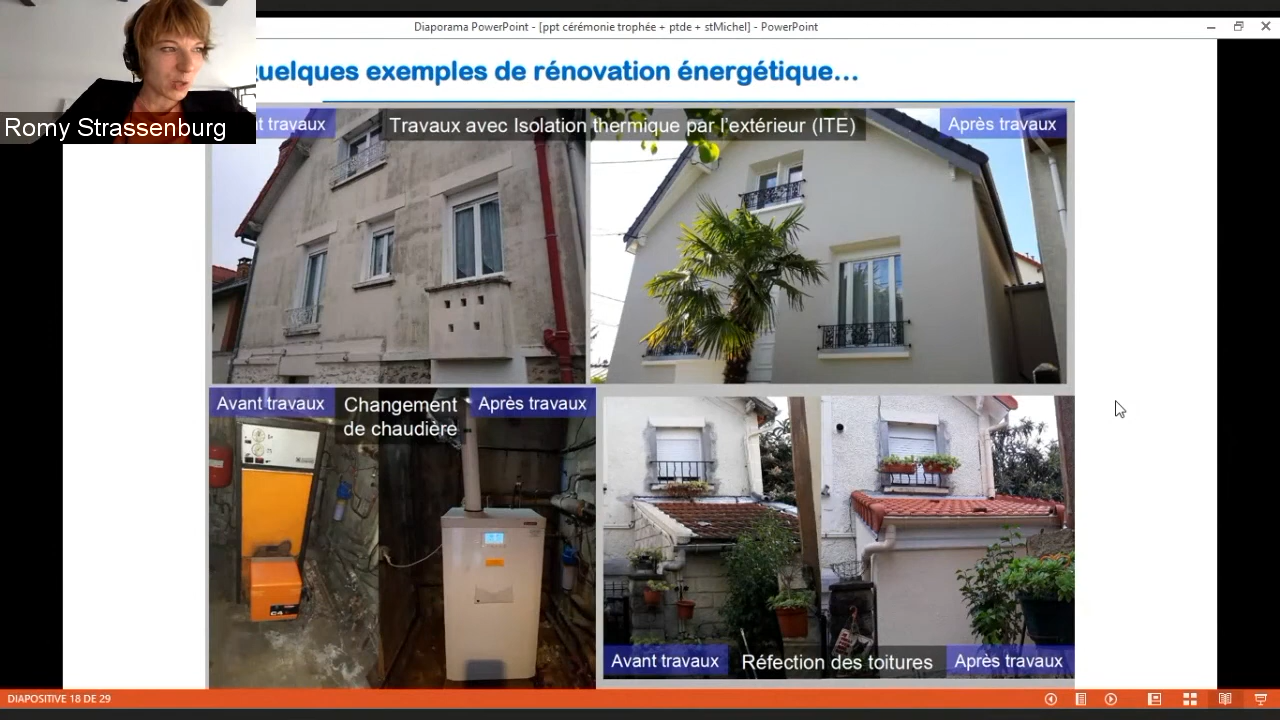 Diaporama PowerPoint - [ppt cérémonie trophée + ptde + stMichel] - PowerPoint
uelques exemples de rénovation énergétique...
Romy Strassenburg
t travaux
Travaux avec Isolation thermique par l'extérieur (ITE)
Après travaux
Avant travaux
Changement
de chaudière
Après travaux
Avant travaux
Réfection des toitures
Après travaux
DIAPOSITIVE 18 DE 29